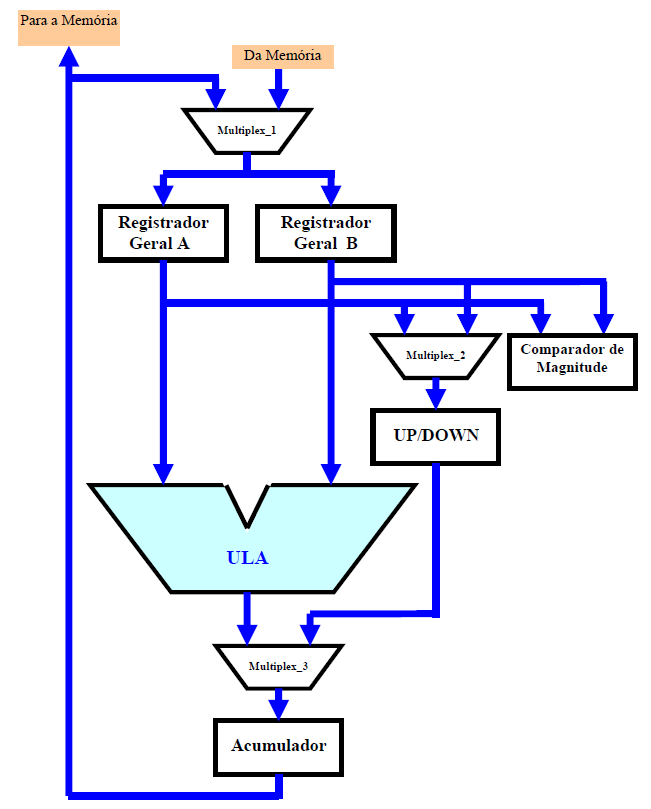 Para a Memória
Da Memória
Multiplex_1
Registrador
Geral A
Registrador
Geral B
Multiplex_2
Comparador de
Magnitude
UP/DOWN
ULA
Multiplex_3
Acumulador